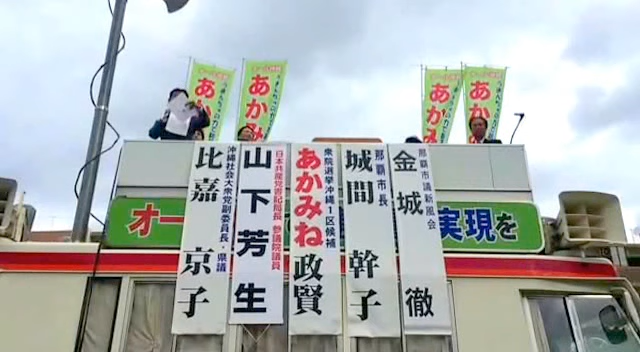 あかみね
あかみね
あかみね
あかみね
那覇市議新風会
金城 徹
那覇市長
城間 幹子
衆院選挙沖縄1区候補
あかみね政賢
日本共産党書記局長 参議院議員
山下芳生
沖縄社会大衆党副委員長・県議
比嘉 京子
オー
実現を